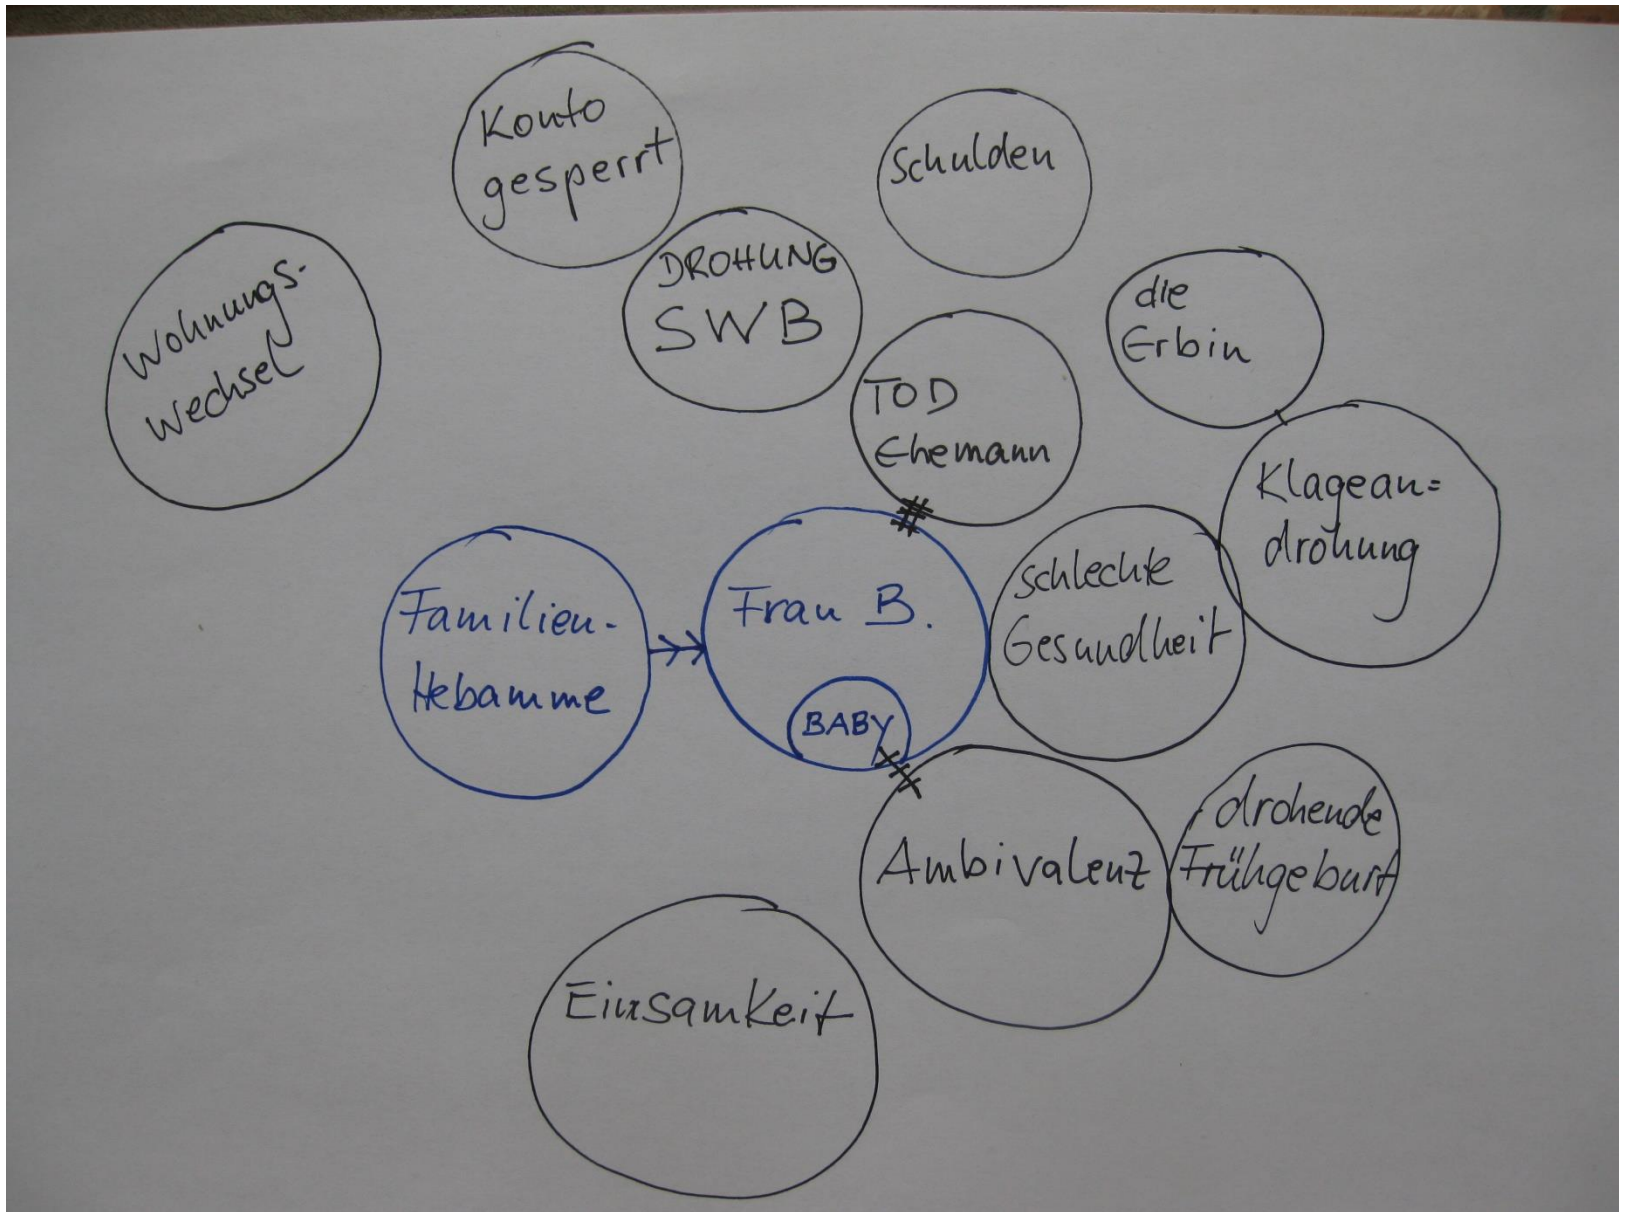 Konto
gesperrt
Schulden
DROHUNG
SWB
Wohnungs-
wechsel
die
Erbin
TOD
Ehemann
Klagean=
drohung
Familien-
Hebamme
Frau B.
BABY
schlechte
Gesundheit
Ambivalenz
drohende
Frühgeburt
Einsamkeit